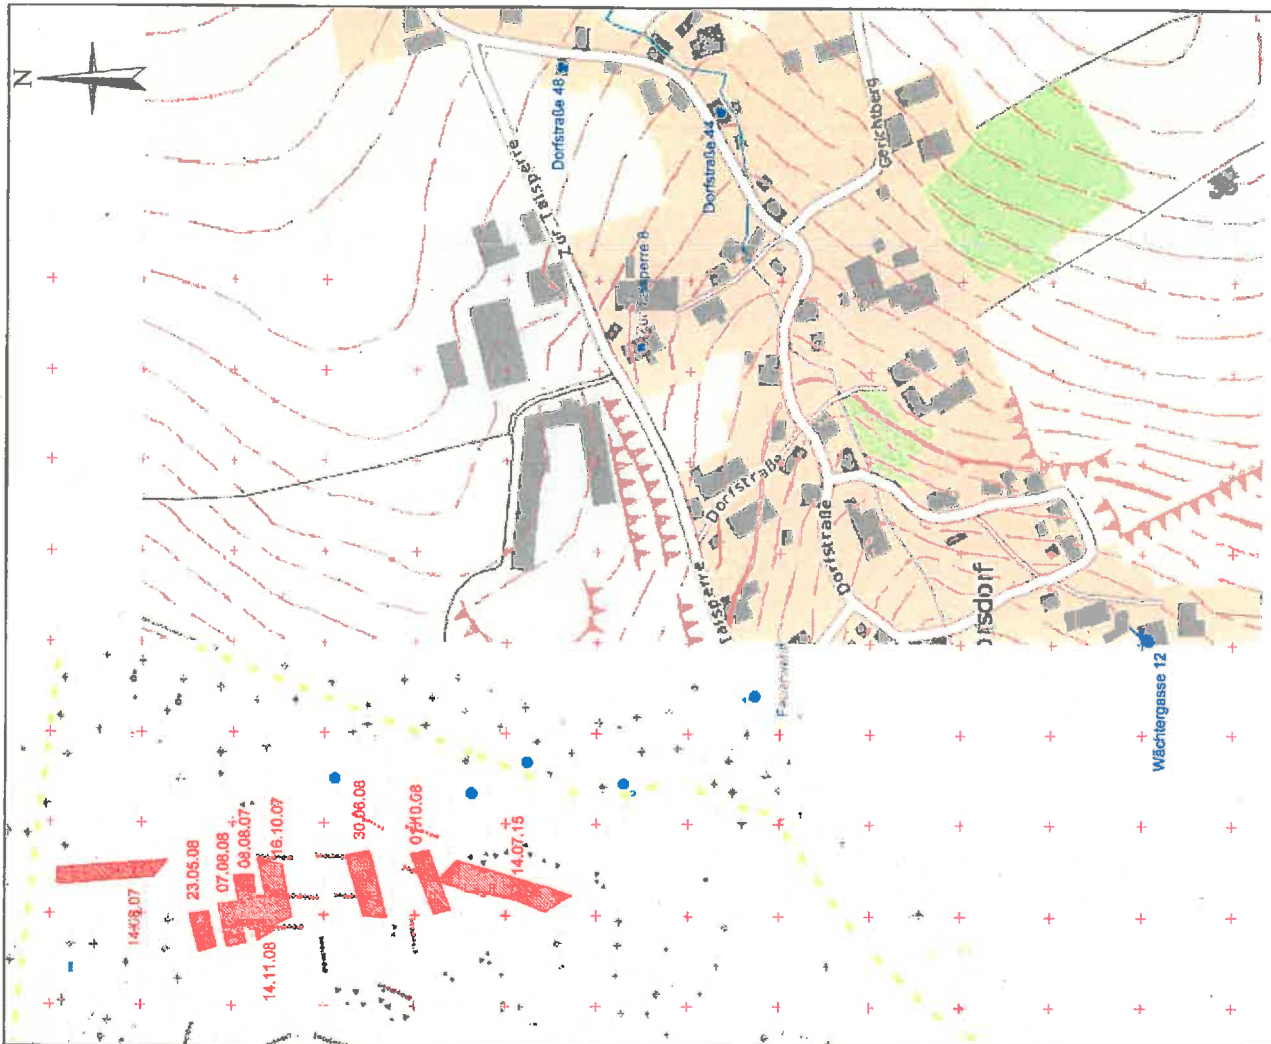 N
Dorfstraße 48
Zur Talsperre
Dorfstraße 44
Gerichtberg
Dorfstraße
Talsperre
Dorfstraße
Wächtergasse 12
14.08.07
23.05.08
07.08.08
08.08.07
16.10.07
14.11.08
30.06.08
07.10.08
14.07.15